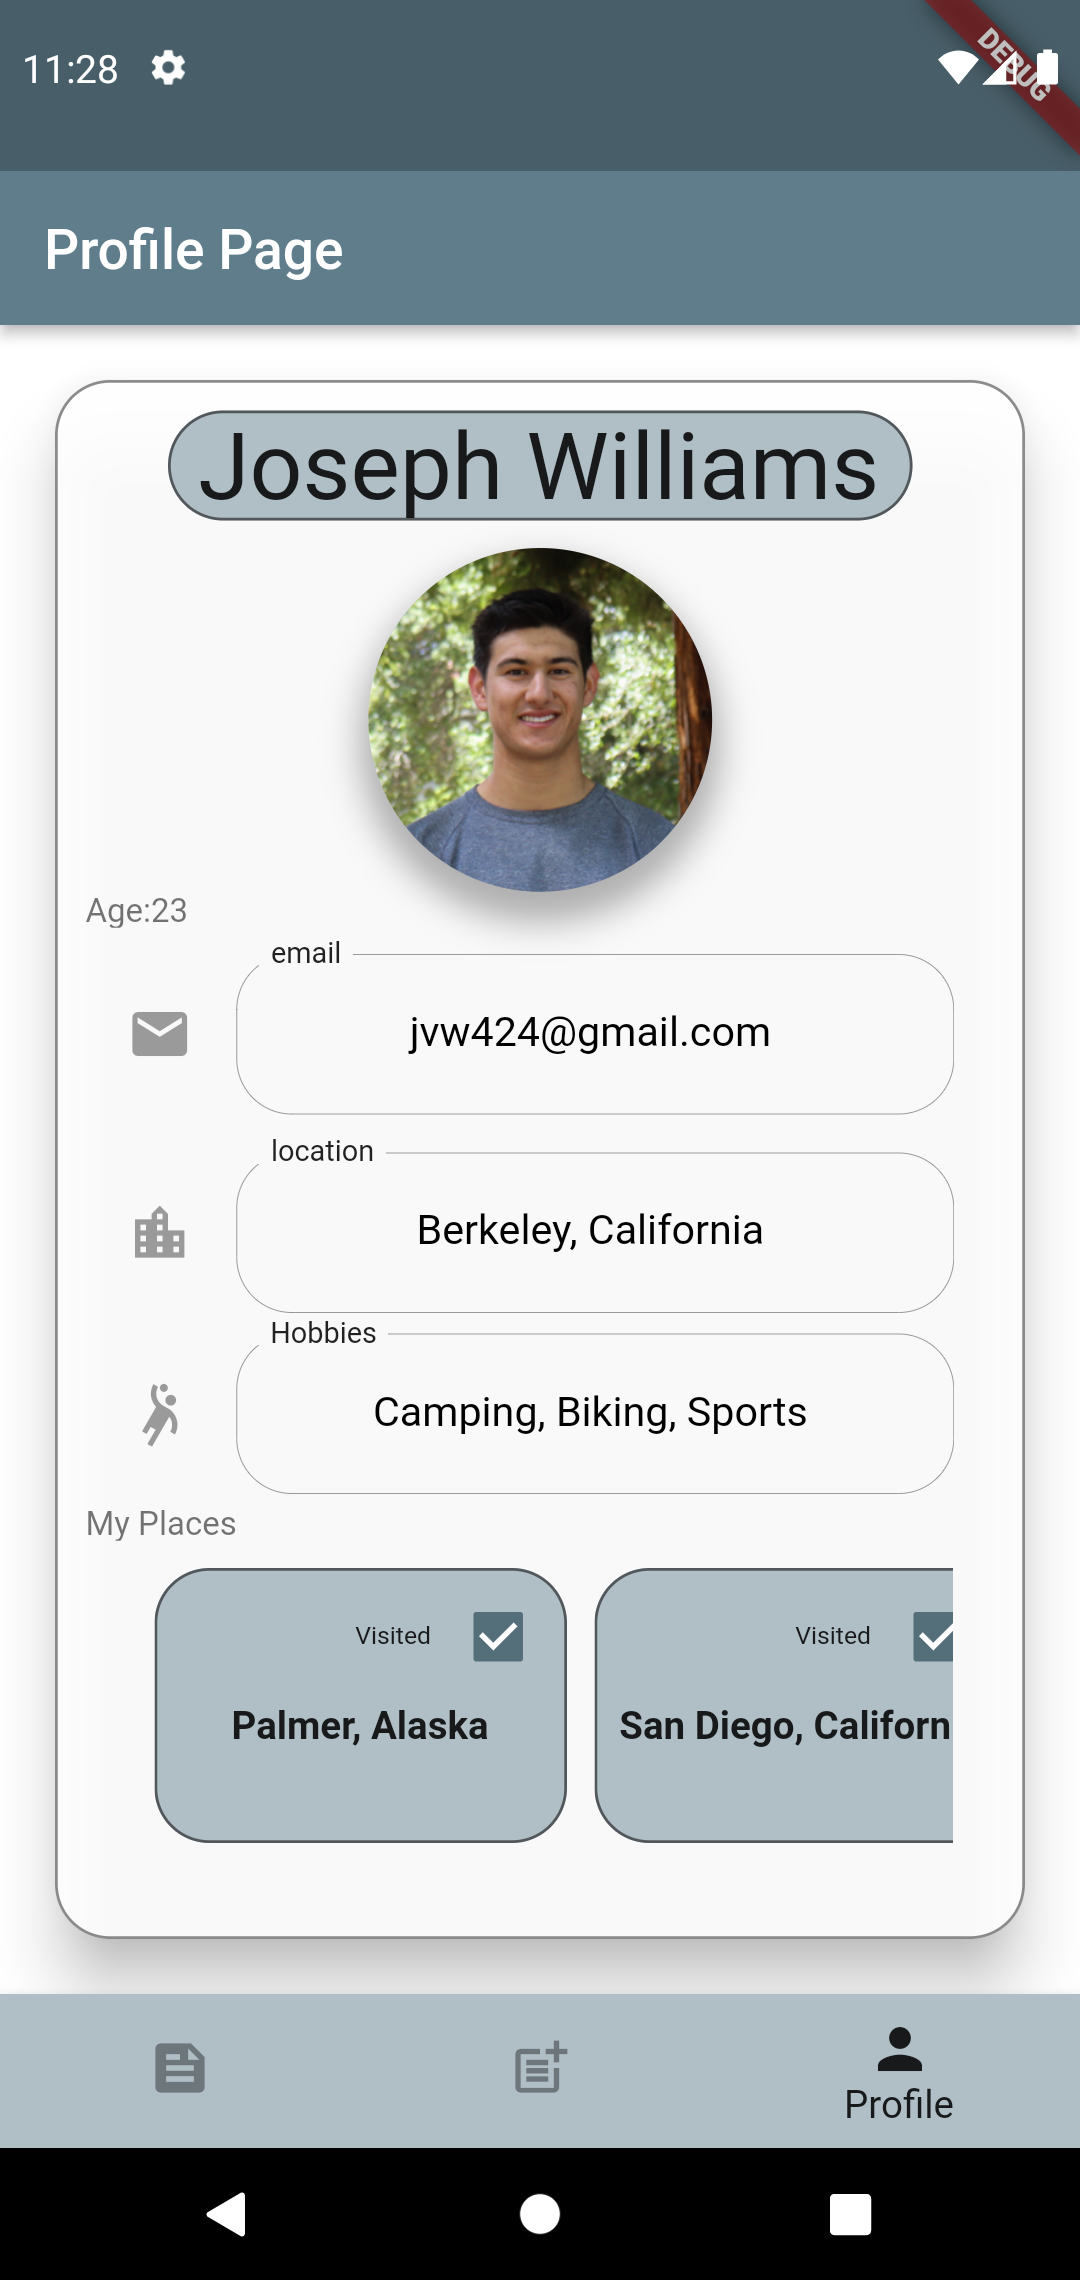 11:28
DEBUG
Profile Page
Joseph Williams
Age:23
email
jvw424@gmail.com
location
Berkeley, California
Hobbies
Camping, Biking, Sports
My Places
Visited
Visited
Palmer, Alaska
San Diego, Californ
Profile